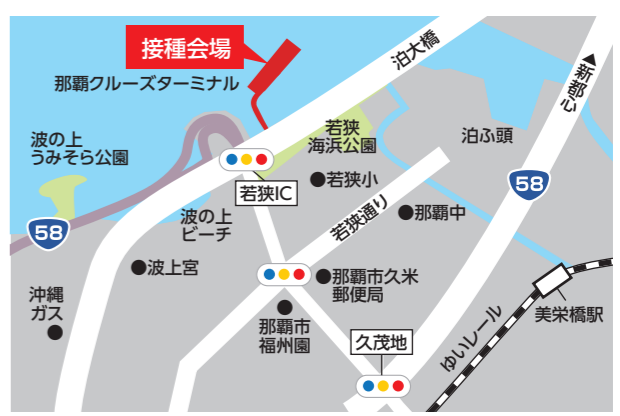 接種会場
那覇クルーズターミナル
泊大橋
▲新都心
波の上
うみそら公園
若狭
海浜公園
泊ふ頭
若狭IC
若狭小
58
58
波の上
ビーチ
若狭通り
那覇中
波上宮
那覇市久米
郵便局
沖縄
ガス
那覇市
福州園
久茂地
ゆいレール
美栄橋駅